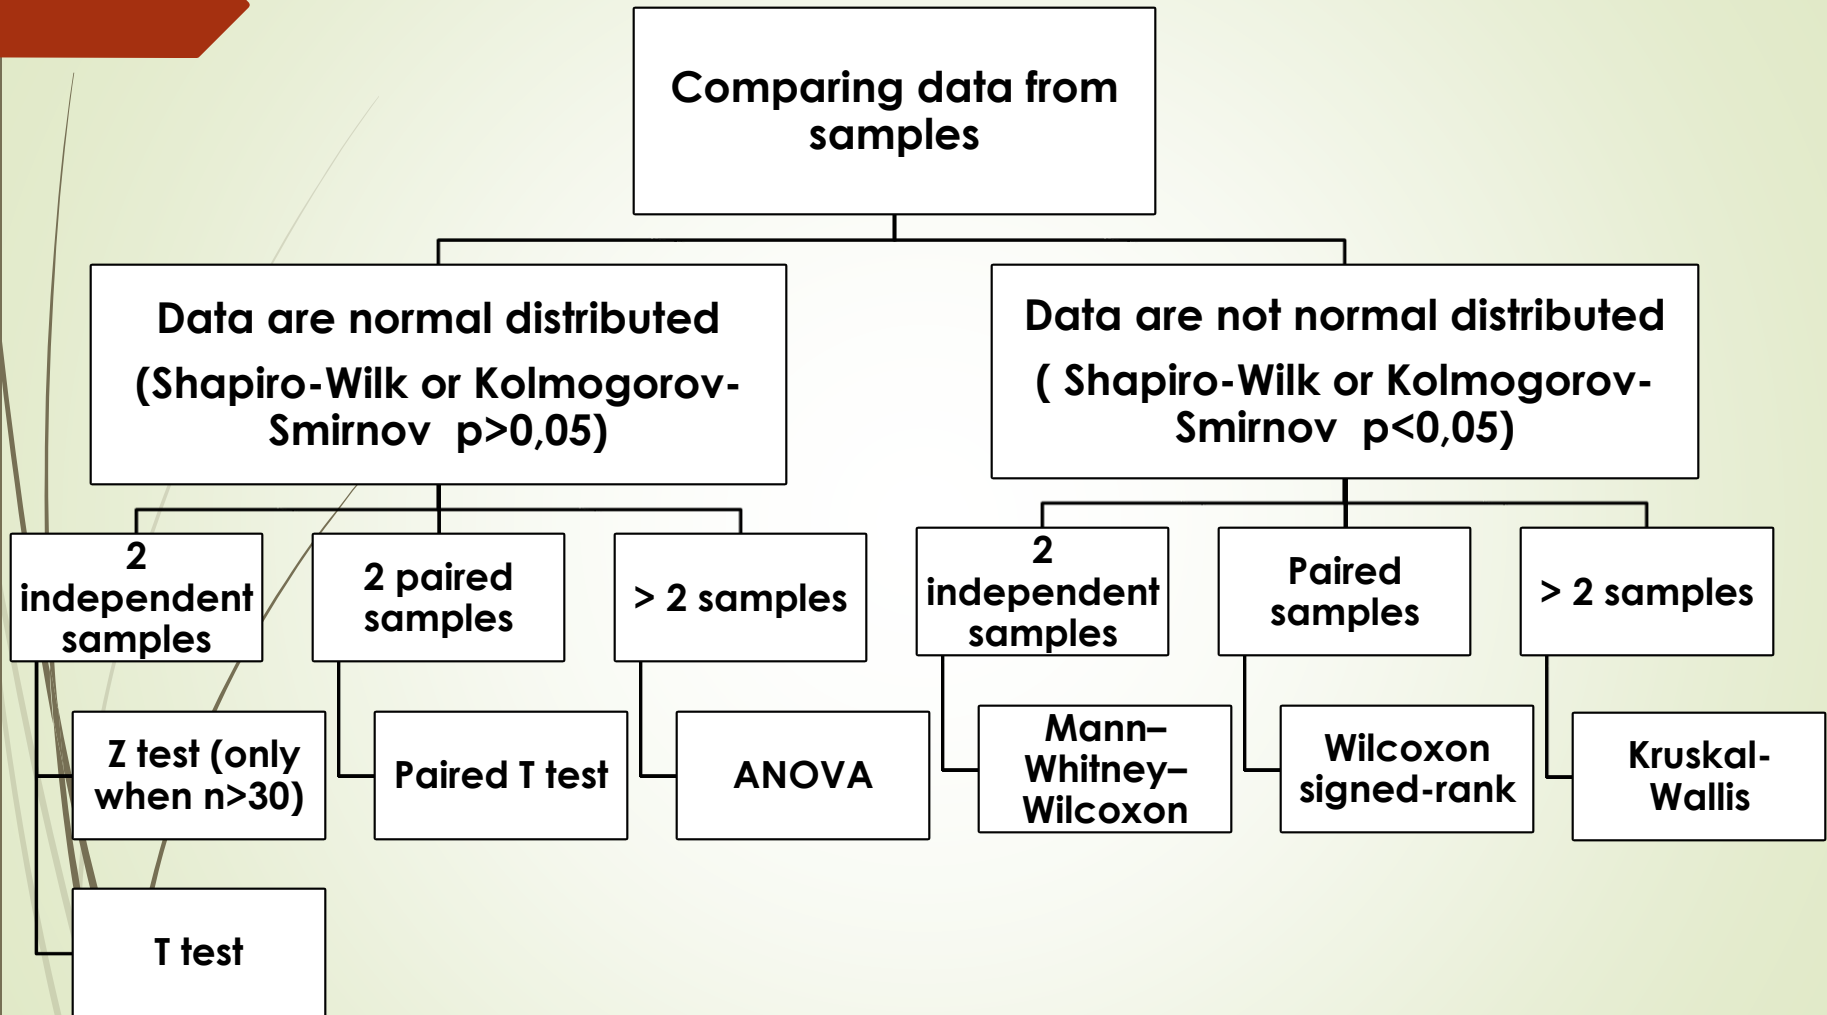 Comparing data from
samples
Data are normal distributed
(Shapiro-Wilk or Kolmogorov-
Smirnov  p>0,05)
Data are not normal distributed
( Shapiro-Wilk or Kolmogorov-
Smirnov  p<0,05)
2
independent
samples
2 paired
samples
> 2 samples
2
independent
samples
Paired
samples
> 2 samples
Z test (only
when n>30)
Paired T test
ANOVA
Mann–
Whitney–
Wilcoxon
Wilcoxon
signed-rank
Kruskal-
Wallis
T test